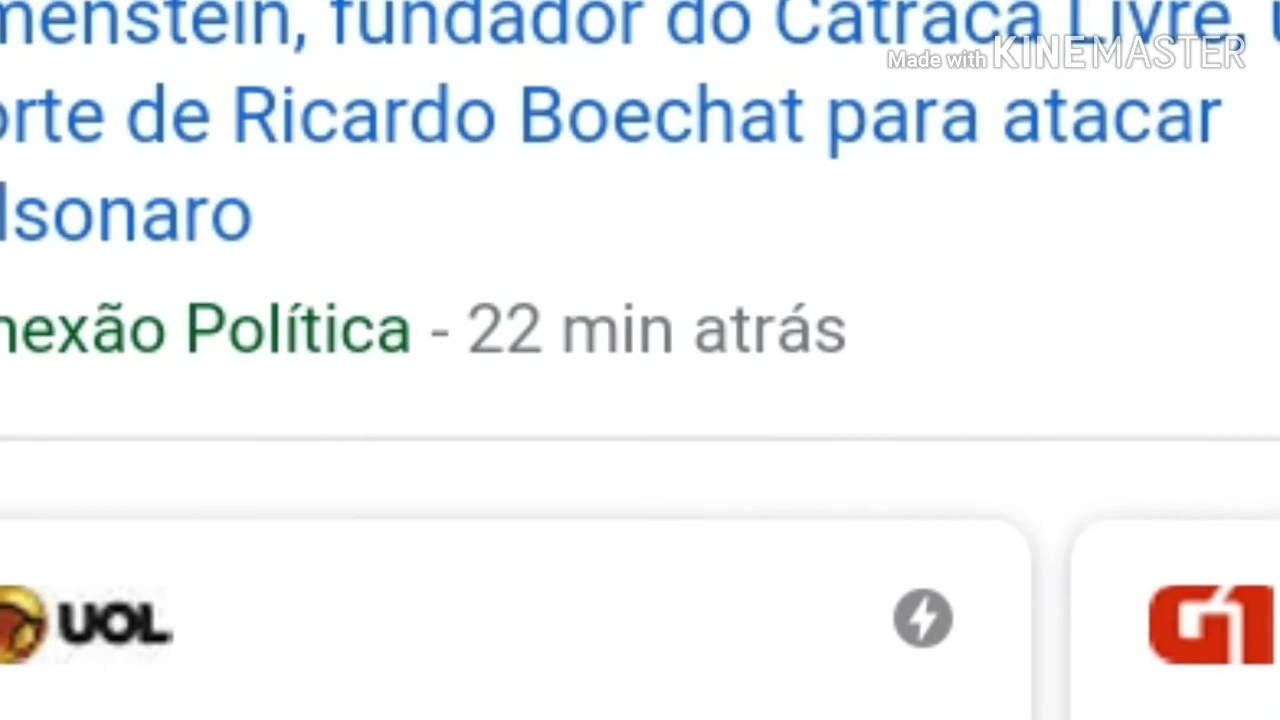 menstein, fundador do Catraca Livre, u
Made with KINEMASTER
orte de Ricardo Boechat para atacar
lsonaro
nexão Política - 22 min atrás
UOL
G1